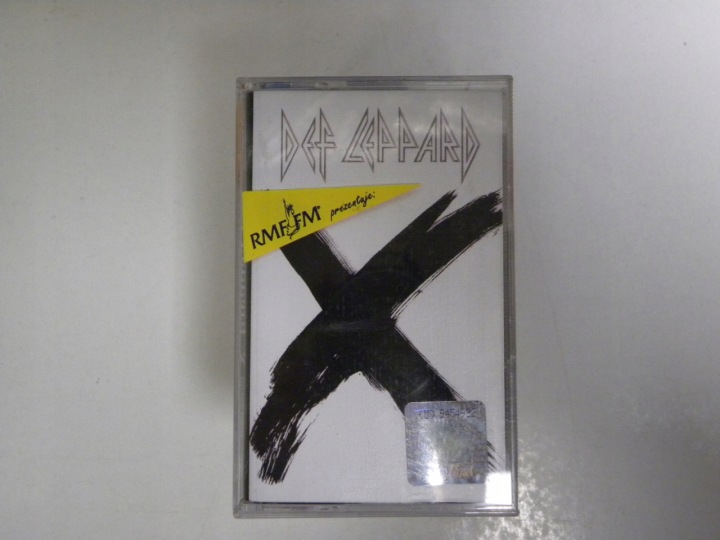 DEF LEPPARD
RMF FM prezentuje:
X